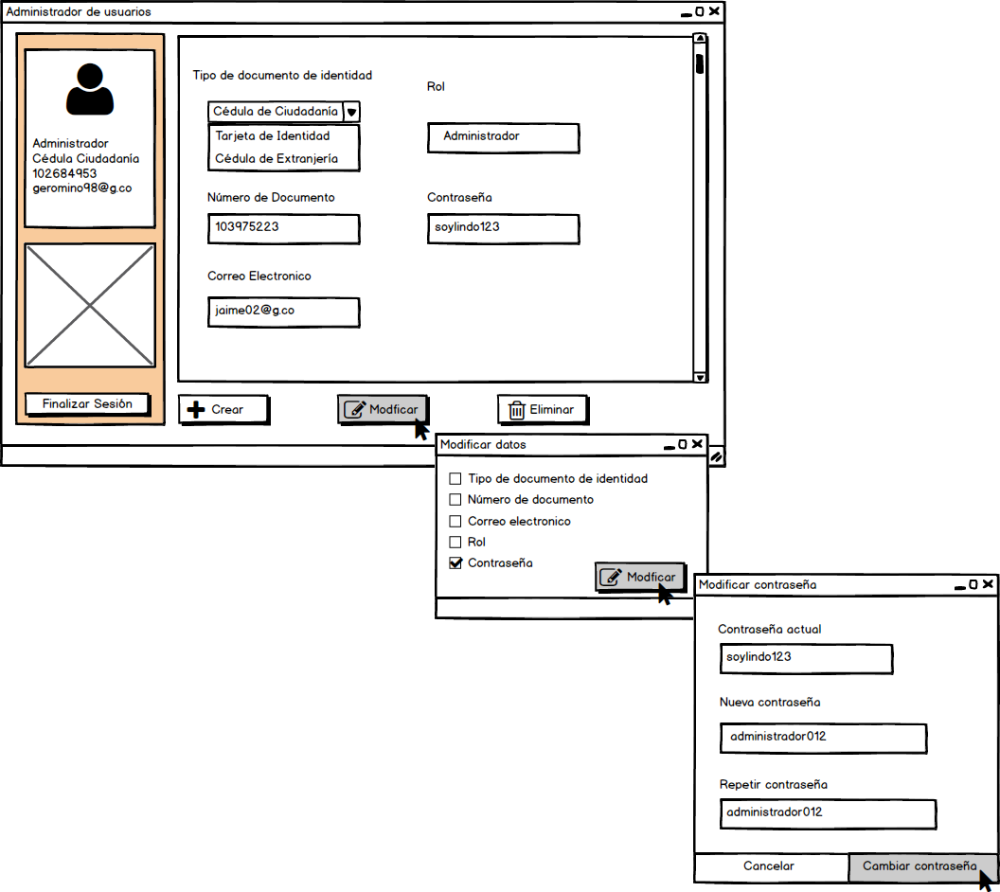 Administrador de usuarios
Administrador
Cédula Ciudadanía
102684953
geromino98@g.co
Finalizar Sesión
Tipo de documento de identidad
Cédula de Ciudadanía
Tarjeta de Identidad
Cédula de Extranjería
Rol
Administrador
Número de Documento
103975223
Contraseña
soylindo123
Correo Electronico
jaime02@g.co
Crear
Modficar
Eliminar
Modificar datos
Tipo de documento de identidad
Número de documento
Correo electronico
Rol
Contraseña
Modficar
Modificar contraseña
Contraseña actual
soylindo123
Nueva contraseña
administrador012
Repetir contraseña
administrador012
Cancelar
Cambiar contraseña